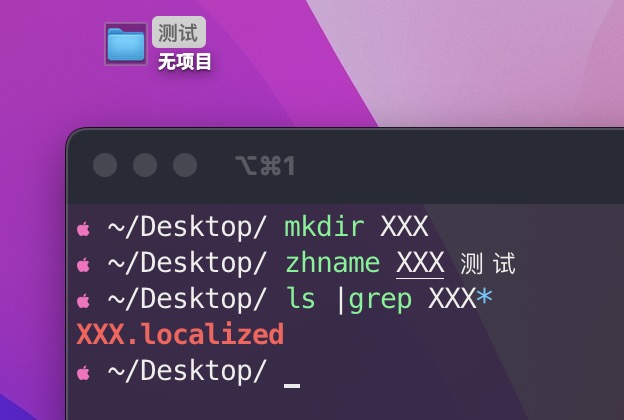 测试
无项目
⌥⌘1
~/Desktop/ mkdir XXX
~/Desktop/ zhname XXX 测试
~/Desktop/ ls |grep XXX*
XXX.localized
~/Desktop/ _